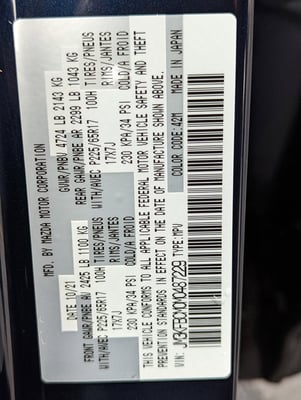 MFD. BY MAZDA MOTOR CORPORATION
DATE: 10/21 GVWR/PNBV 4724 LB 2143 KG
FRONT GAWR/PNBE AV 2425 LB 1100 KG REAR GAWR/PNBE AR 2299 LB 1043 KG
WITH/AVEC P225/65R17 100H TIRES/PNEUS WITH/AVEC P225/65R17 100H TIRES/PNEUS
17X7J RIMS/JANTES 17X7J RIMS/JANTES
230 KPA/34 PSI COLD/A FROID 230 KPA/34 PSI COLD/A FROID
THIS VEHICLE CONFORMS TO ALL APPLICABLE FEDERAL MOTOR VEHICLE SAFETY AND THEFT
PREVENTION STANDARDS IN EFFECT ON THE DATE OF MANUFACTURE SHOWN ABOVE.
MADE IN JAPAN
VIN: TYPE:MPV COLOR CODE: 42M